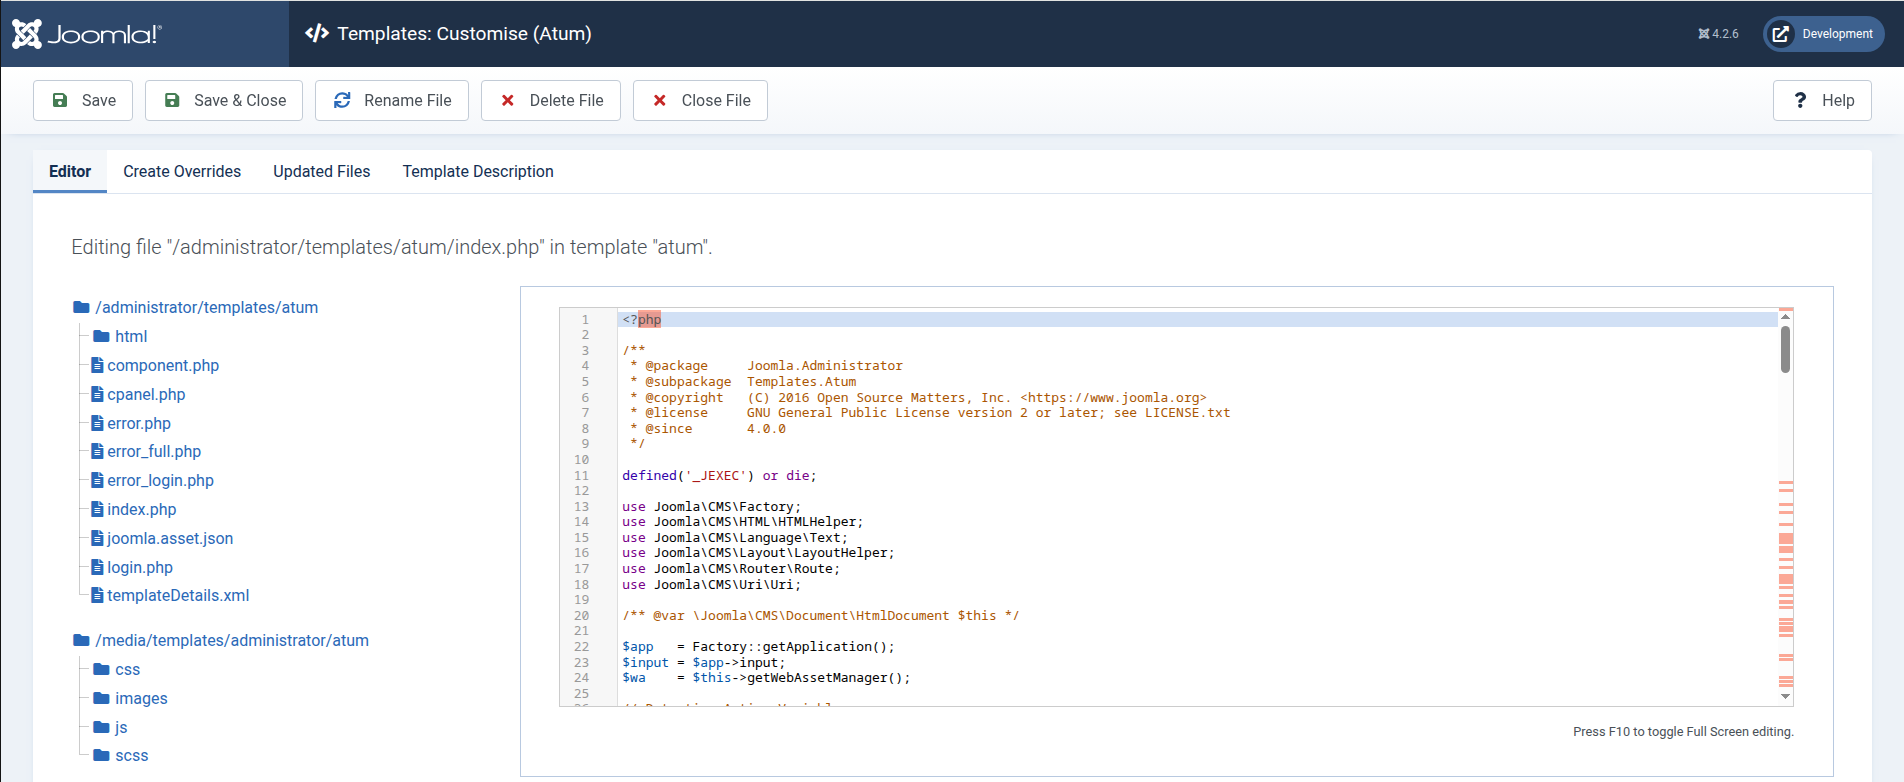 Joomla!® Templates: Customise (Atum) 4.2.6 Development
Save Save & Close Rename File Delete File Close File ? Help
Editor Create Overrides Updated Files Template Description
Editing file "/administrator/templates/atum/index.php" in template "atum".
/administrator/templates/atum
html
component.php
cpanel.php
error.php
error_full.php
error_login.php
index.php
joomla.asset.json
login.php
templateDetails.xml
/media/templates/administrator/atum
css
images
js
scss
1 <?php
2
3 /**
4 * @package Joomla.Administrator
5 * @subpackage Templates.Atum
6 * @copyright (C) 2016 Open Source Matters, Inc. <https://www.joomla.org>
7 * @license GNU General Public License version 2 or later; see LICENSE.txt
8 * @since 4.0.0
9 */
10
11 defined('_JEXEC') or die;
12
13 use Joomla\CMS\Factory;
14 use Joomla\CMS\HTML\HTMLHelper;
15 use Joomla\CMS\Language\Text;
16 use Joomla\CMS\Layout\LayoutHelper;
17 use Joomla\CMS\Router\Route;
18 use Joomla\CMS\Uri\Uri;
19
20 /** @var \Joomla\CMS\Document\HtmlDocument $this */
21
22 $app = Factory::getApplication();
23 $input = $app->input;
24 $wa = $this->getWebAssetManager();
25
Press F10 to toggle Full Screen editing.